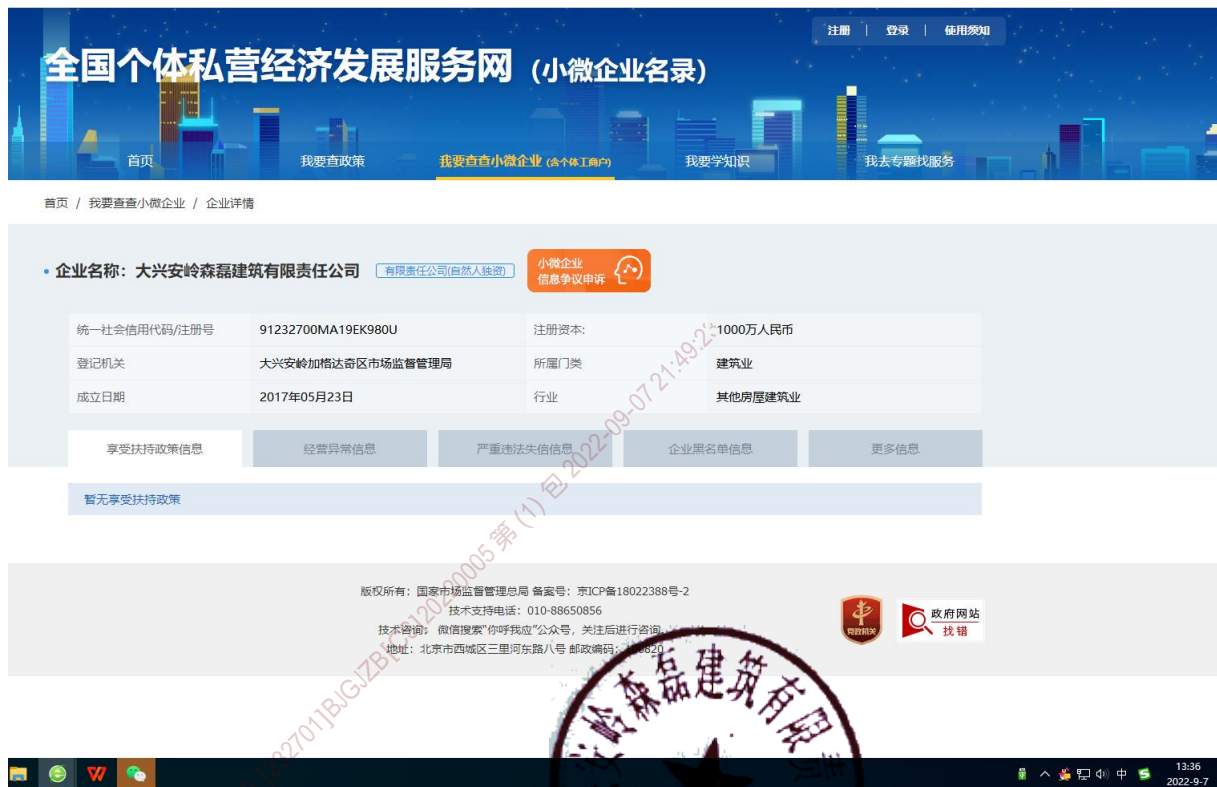 注册 | 登录 | 使用须知
全国个体私营经济发展服务网 (小微企业名录)
首页 我要查政策 我要查查小微企业 (含个体工商户) 我要学知识 我去专题找服务
首页 / 我要查查小微企业 / 企业详情
企业名称：大兴安岭森磊建筑有限责任公司 有限责任公司(自然人独资) 小微企业
信息争议申诉
统一社会信用代码/注册号 91232700MA19EK980U 注册资本: 1000万人民币
登记机关 大兴安岭加格达奇区市场监督管理局 所属门类 建筑业
成立日期 2017年05月23日 行业 其他房屋建筑业
享受扶持政策信息 经营异常信息 严重违法失信信息 企业黑名单信息 更多信息
暂无享受扶持政策
版权所有：国家市场监督管理总局 备案号：京ICP备18022388号-2
技术支持电话：010-88650856
技术咨询：微信搜索"你呼我应"公众号，关注后进行咨询
地址：北京市西城区三里河东路八号 邮政编码：
党政机关
政府网站
找错
岭森磊建筑有限责
中 13:36
2022-9-7